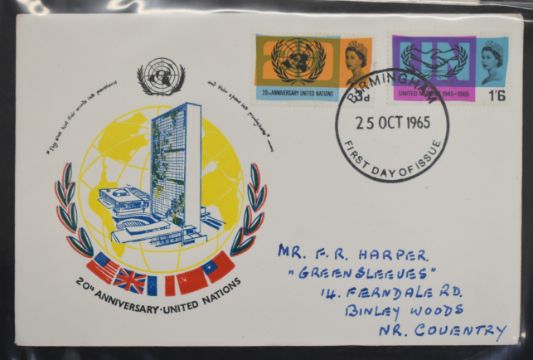 3d
20TH ANNIVERSARY UNITED NATIONS
UNITED 1945-1965
1'6
BIRMINGHAM
25 OCT 1965
FIRST DAY OF ISSUE
20th ANNIVERSARY · UNITED NATIONS
MR. F. R. HARPER.
"GREENSLEEVES"
14. FERNDALE RD.
BINLEY WOODS
NR. COVENTRY